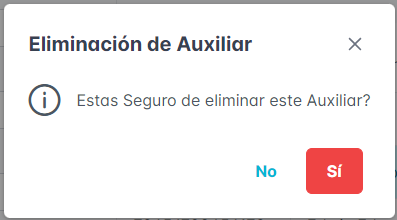 Eliminación de Auxiliar
Estas Seguro de eliminar este Auxiliar?
No
Sí